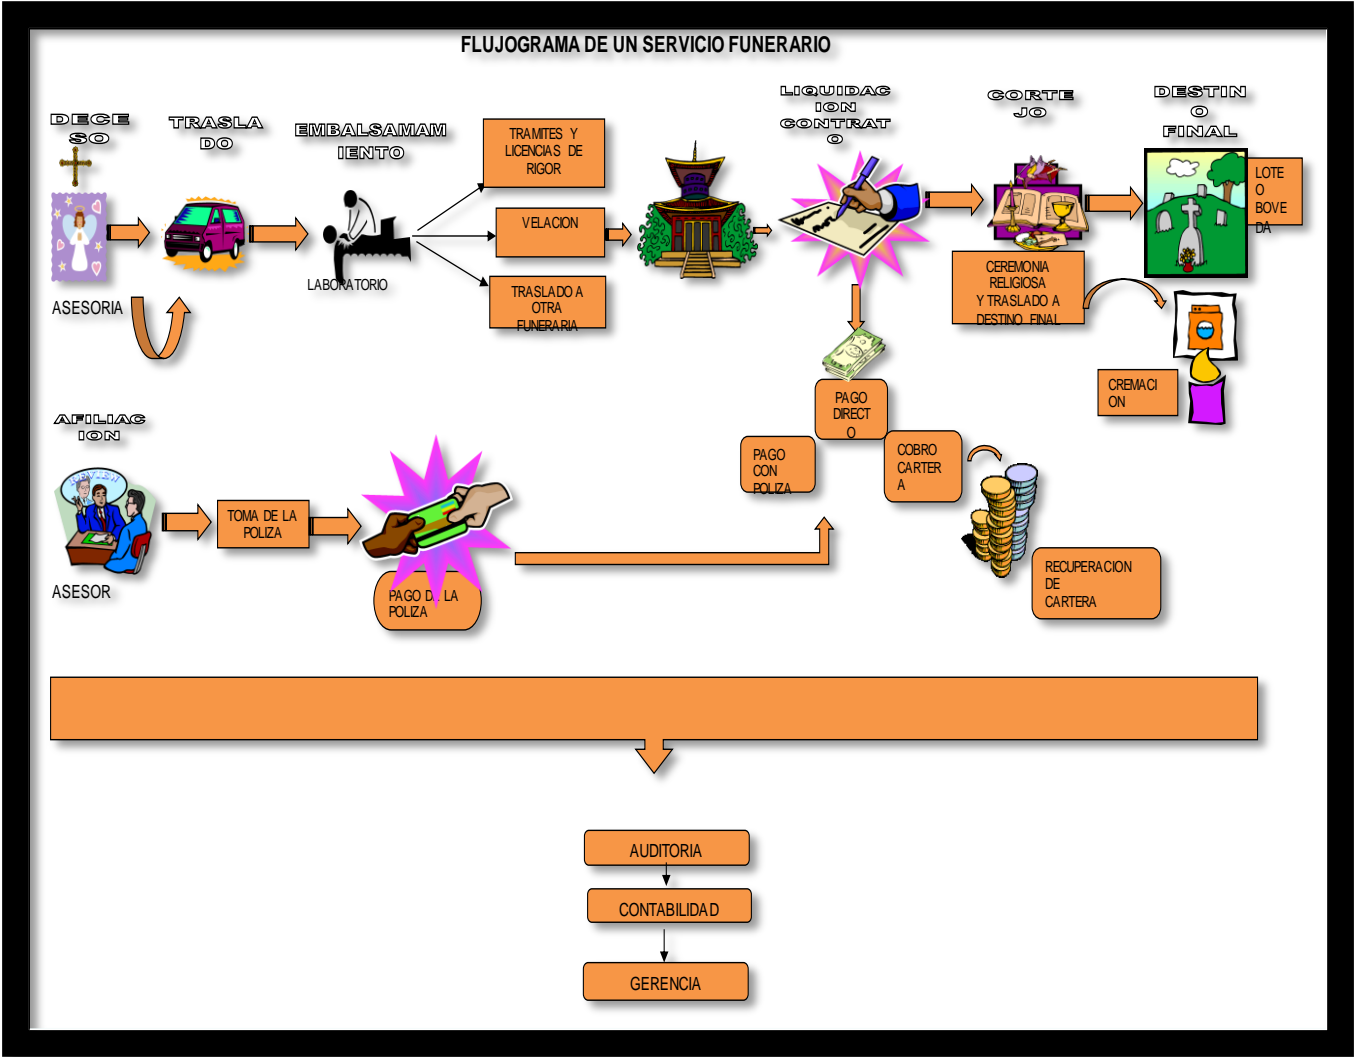 FLUJOGRAMA DE UN SERVICIO FUNERARIO
DECE
SO
TRASLA
DO
EMBALSAMAM
IENTO
LIQUIDAC
ION
CONTRAT
O
CORTE
JO
DESTIN
O
FINAL
TRAMITES Y
LICENCIAS DE
RIGOR
VELACION
TRASLADO A
OTRA
FUNERARIA
LOTE
O
BOVE
DA
ASESORIA
LABORATORIO
CEREMONIA
RELIGIOSA
Y TRASLADO A
DESTINO FINAL
CREMACI
ON
PAGO
DIRECT
O
PAGO
CON
POLIZA
COBRO
CARTER
A
RECUPERACION
DE
CARTERA
AFILIAC
ION
REVIEW
ASESOR
TOMA DE LA
POLIZA
PAGO DE LA
POLIZA
AUDITORIA
CONTABILIDAD
GERENCIA